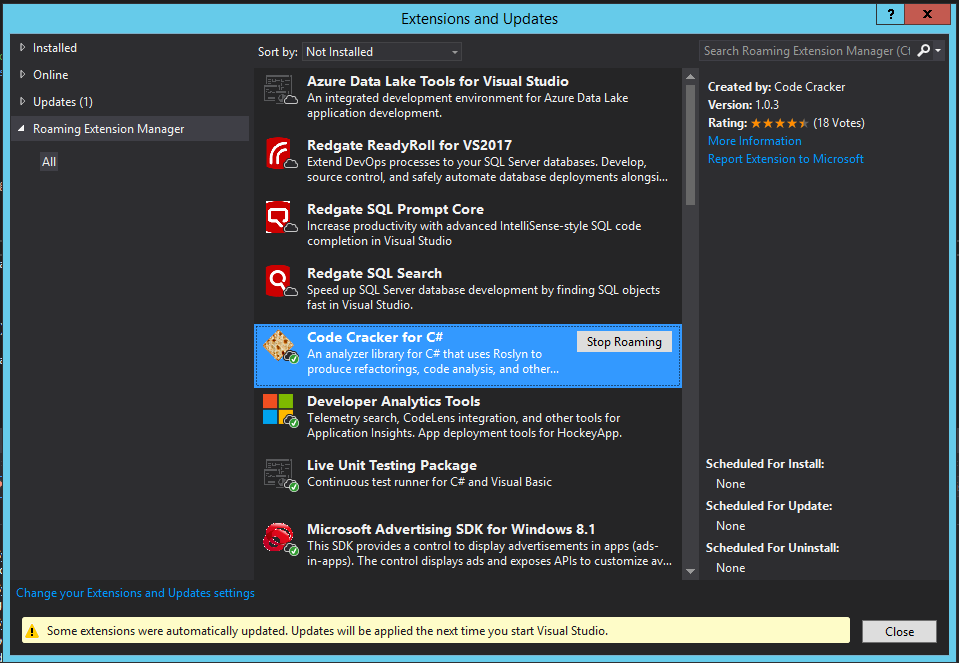 Extensions and Updates
?
x
Installed
Online
Updates (1)
Roaming Extension Manager
All
Sort by: Not Installed
Azure Data Lake Tools for Visual Studio
An integrated development environment for Azure Data Lake
application development.
Redgate ReadyRoll for VS2017
Extend DevOps processes to your SQL Server databases. Develop,
source control, and safely automate database deployments alongsi...
Redgate SQL Prompt Core
Increase productivity with advanced IntelliSense-style SQL code
completion in Visual Studio
Redgate SQL Search
Speed up SQL Server database development by finding SQL objects
fast in Visual Studio.
Code Cracker for C#
Stop Roaming
An analyzer library for C# that uses Roslyn to
produce refactorings, code analysis, and other...
Developer Analytics Tools
Telemetry search, CodeLens integration, and other tools for
Application Insights. App deployment tools for HockeyApp.
Live Unit Testing Package
Continuous test runner for C# and Visual Basic
Microsoft Advertising SDK for Windows 8.1
This SDK provides a control to display advertisements in apps (ads-
in-apps). The control displays ads and exposes APIs to customize av...
Search Roaming Extension Manager (Ct
Created by: Code Cracker
Version: 1.0.3
Rating: (18 Votes)
More Information
Report Extension to Microsoft
Scheduled For Install:
None
Scheduled For Update:
None
Scheduled For Uninstall:
None
Change your Extensions and Updates settings
Some extensions were automatically updated. Updates will be applied the next time you start Visual Studio.
Close